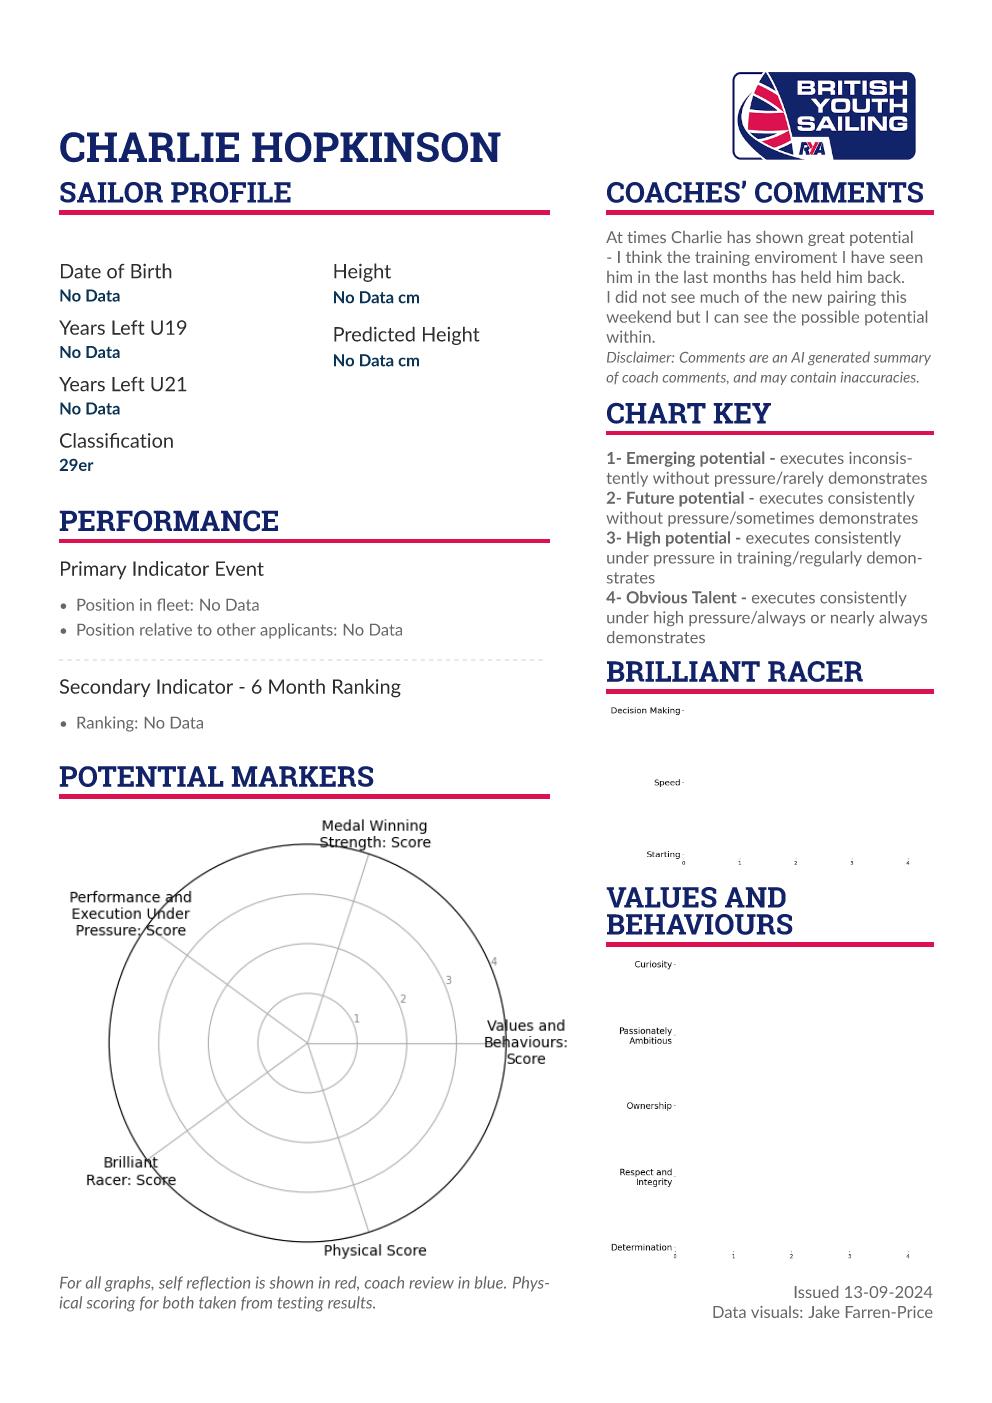 BRITISH
YOUTH
SAILING
RYA
CHARLIE HOPKINSON
SAILOR PROFILE
Date of Birth
No Data
Years Left U19
No Data
Years Left U21
No Data
Classification
29er
Height
No Data cm
Predicted Height
No Data cm
PERFORMANCE
Primary Indicator Event
• Position in fleet: No Data
• Position relative to other applicants: No Data
Secondary Indicator - 6 Month Ranking
• Ranking: No Data
POTENTIAL MARKERS
Medal Winning
Strength: Score
Performance and
Execution Under
Pressure: Score
4
3
2
1
Values and
Behaviours:
Score
Brilliant
Racer: Score
Physical Score
For all graphs, self reflection is shown in red, coach review in blue. Phys-
ical scoring for both taken from testing results.
COACHES’ COMMENTS
At times Charlie has shown great potential
- I think the training enviroment I have seen
him in the last months has held him back.
I did not see much of the new pairing this
weekend but I can see the possible potential
within.
Disclaimer: Comments are an AI generated summary
of coach comments, and may contain inaccuracies.
CHART KEY
1- Emerging potential - executes inconsis-
tently without pressure/rarely demonstrates
2- Future potential - executes consistently
without pressure/sometimes demonstrates
3- High potential - executes consistently
under pressure in training/regularly demon-
strates
4- Obvious Talent - executes consistently
under high pressure/always or nearly always
demonstrates
BRILLIANT RACER
Decision Making
Speed
Starting
0 1 2 3 4
VALUES AND
BEHAVIOURS
Curiosity
Passionately
Ambitious
Ownership
Respect and
Integrity
Determination
0 1 2 3 4
Issued 13-09-2024
Data visuals: Jake Farren-Price